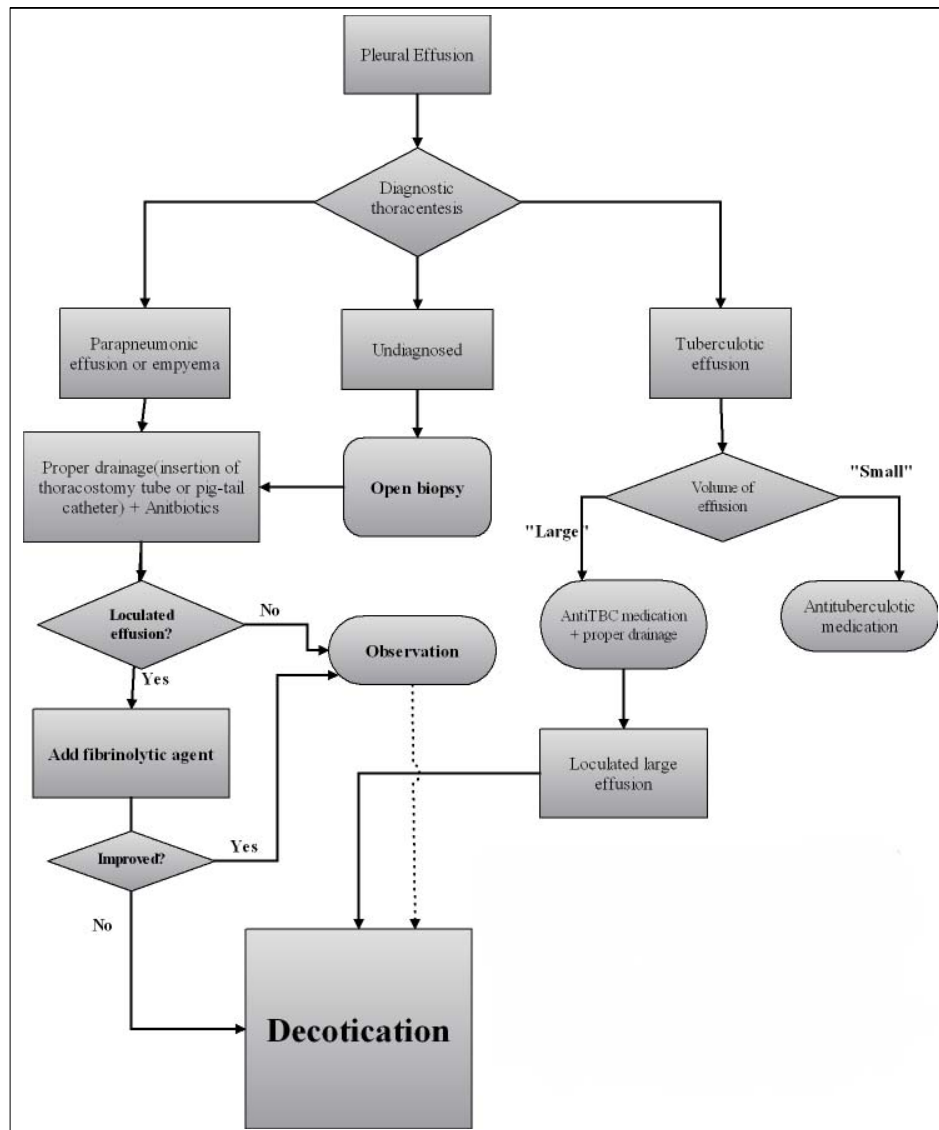 Pleural Effusion
Diagnostic
thoracentesis
Parapneumonic
effusion or empyema
Undiagnosed
Tuberculotic
effusion
Proper drainage(insertion of
thoracostomy tube or pig-tail
catheter) + Anitbiotics
Open biopsy
Volume of
effusion
"Small"
"Large"
Loculated
effusion?
No
Yes
Observation
AntiTBC medication
+ proper drainage
Antituberculotic
medication
Add fibrinolytic agent
Loculated large
effusion
Improved?
Yes
No
Decotication